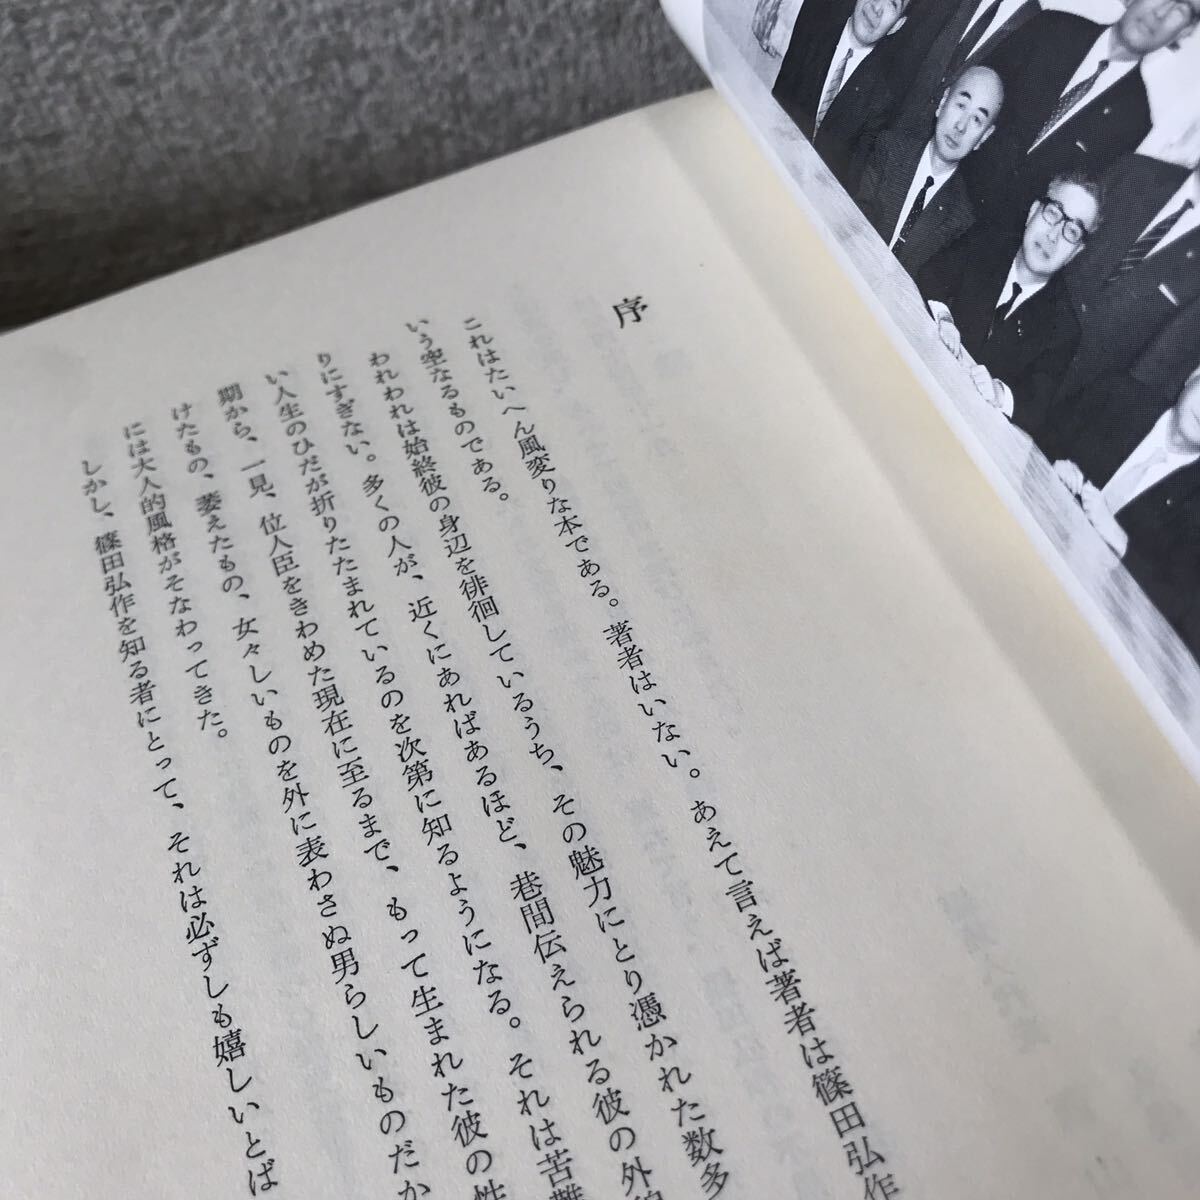 序
これはたいへん風変りな本である。著者はいない。あえて言えば著者は篠田弘作
いう空なるものである。
われわれは始終彼の身辺を徘徊しているうち、その魅力にとり憑かれた数多
りにすぎない。多くの人が、近くにあればあるほど、巷間伝えられる彼の外
い人生のひだが折りたたまれているのを次第に知るようになる。それは苦難
期から、一見、位人臣をきわめた現在に至るまで、もって生まれた彼の性
けたもの、萎えたもの、女々しいものを外に表わさぬ男らしいものだか
には大人的風格がそなわってきた。
しかし、篠田弘作を知る者にとって、それは必ずしも嬉しいとば